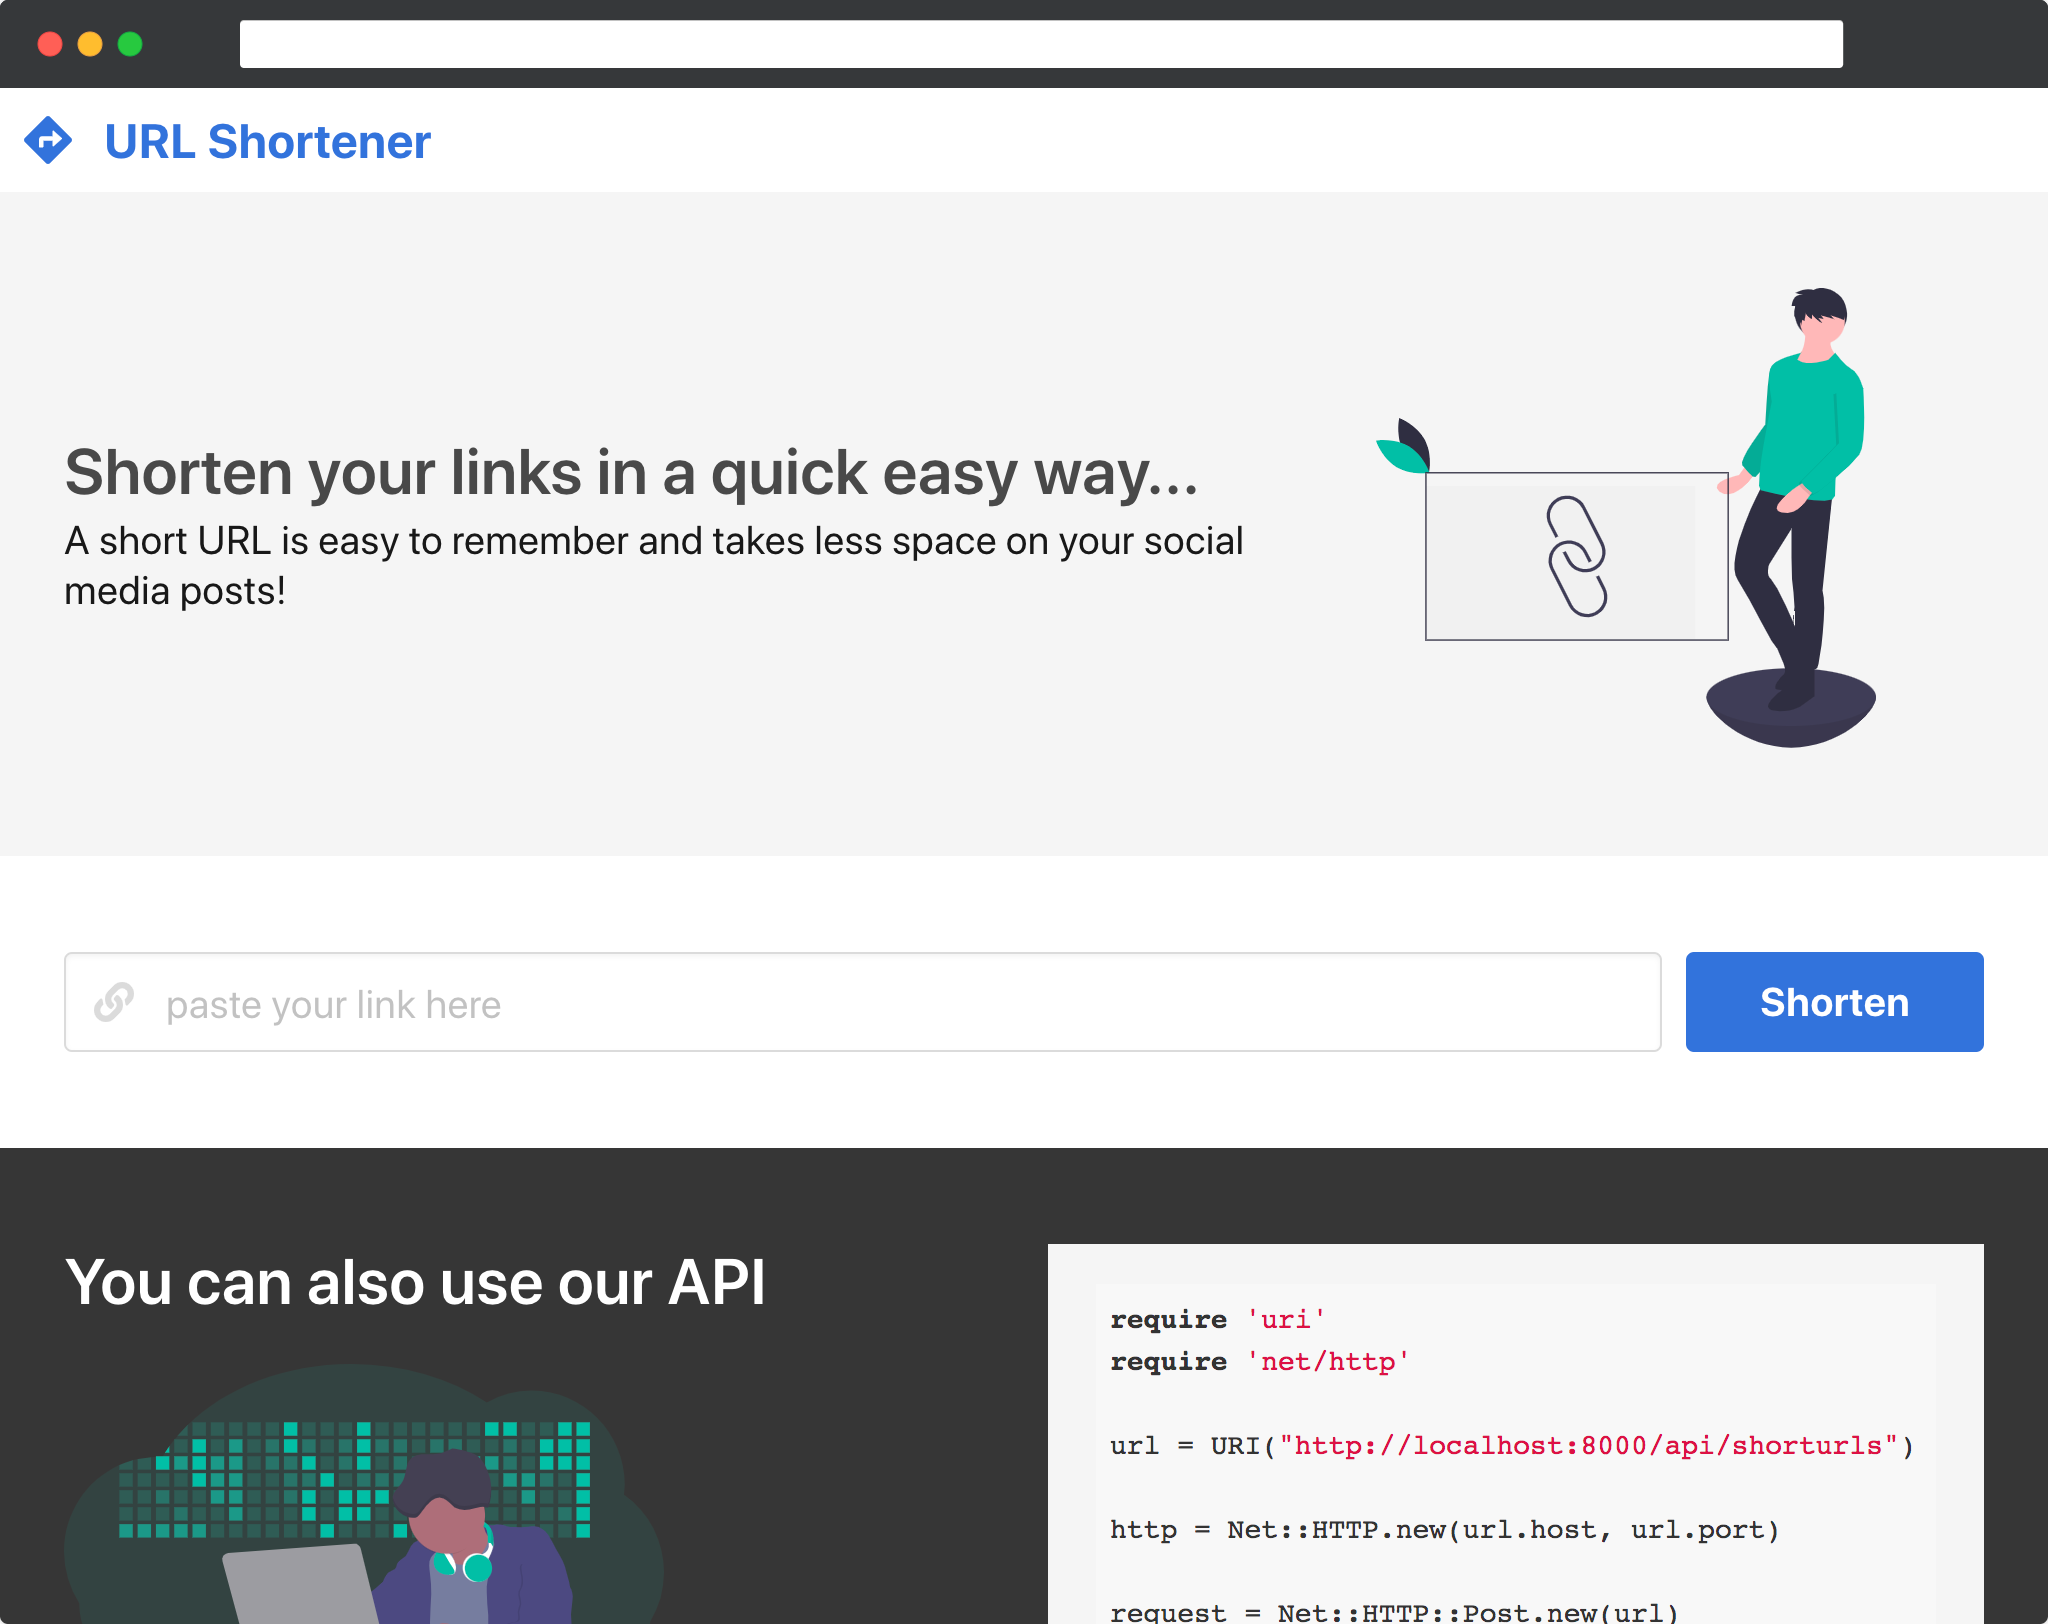 URL Shortener
Shorten your links in a quick easy way...
A short URL is easy to remember and takes less space on your social
media posts!
paste your link here
Shorten
You can also use our API
require 'uri'
require 'net/http'
url = URI("http://localhost:8000/api/shorturls")
http = Net::HTTP.new(url.host, url.port)
request = Net::HTTP::Post.new(url)